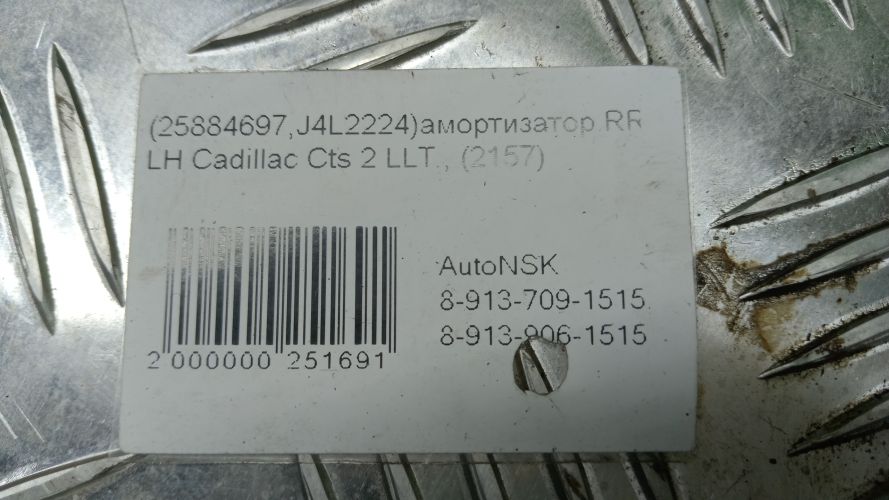 (25884697,J4L2224)амортизатор RR
LH Cadillac Cts 2 LLT., (2157)
AutoNSK
8-913-709-1515
8-913-906-1515
2 000000 251691